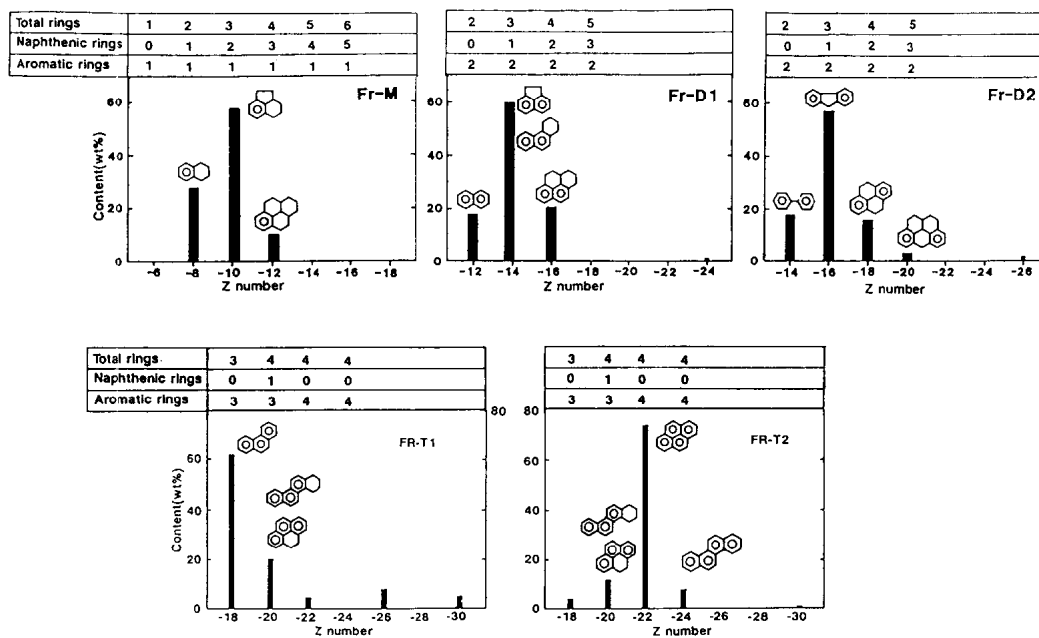 Total rings 1 2 3 4 5 6
Naphthenic rings 0 1 2 3 4 5
Aromatic rings 1 1 1 1 1 1
Fr-M
Content(wt%)
60
40
20
0
-6 -8 -10 -12 -14 -16 -18
Z number
2 3 4 5
0 1 2 3
2 2 2 2
Fr-D1
60
40
20
0
-12 -14 -16 -18 -20 -22 -24
Z number
2 3 4 5
0 1 2 3
2 2 2 2
Fr-D2
60
40
20
0
-14 -16 -18 -20 -22 -24 -26
Z number
Total rings 3 4 4 4
Naphthenic rings 0 1 0 0
Aromatic rings 3 3 4 4
80
FR-T1
Content(wt%)
60
40
20
0
-18 -20 -22 -24 -26 -28 -30
Z number
3 4 4 4
0 1 0 0
3 3 4 4
80
FR-T2
60
40
20
0
-18 -20 -22 -24 -26 -28 -30
Z number